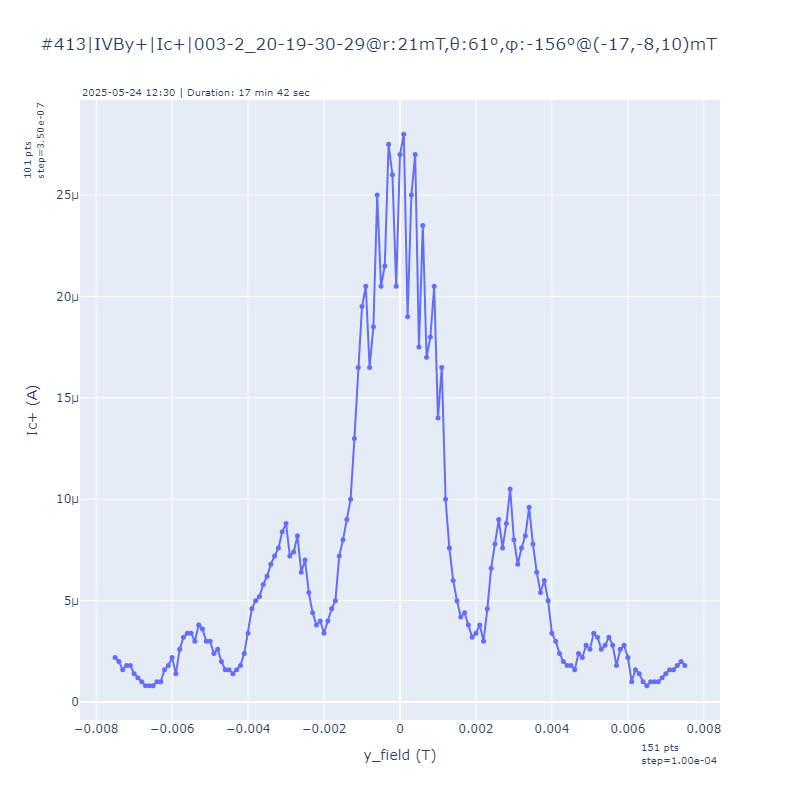 #413|IVBy+|Ic+|003-2_20-19-30-29@r:21mT,θ:61°,φ:-156°@(-17,-8,10)mT
2025-05-24 12:30 | Duration: 17 min 42 sec
101 pts
step=3.50e-07
25μ
20μ
15μ
10μ
5μ
0
Ic+ (A)
−0.008
−0.006
−0.004
−0.002
0
0.002
0.004
0.006
0.008
y_field (T)
151 pts
step=1.00e-04